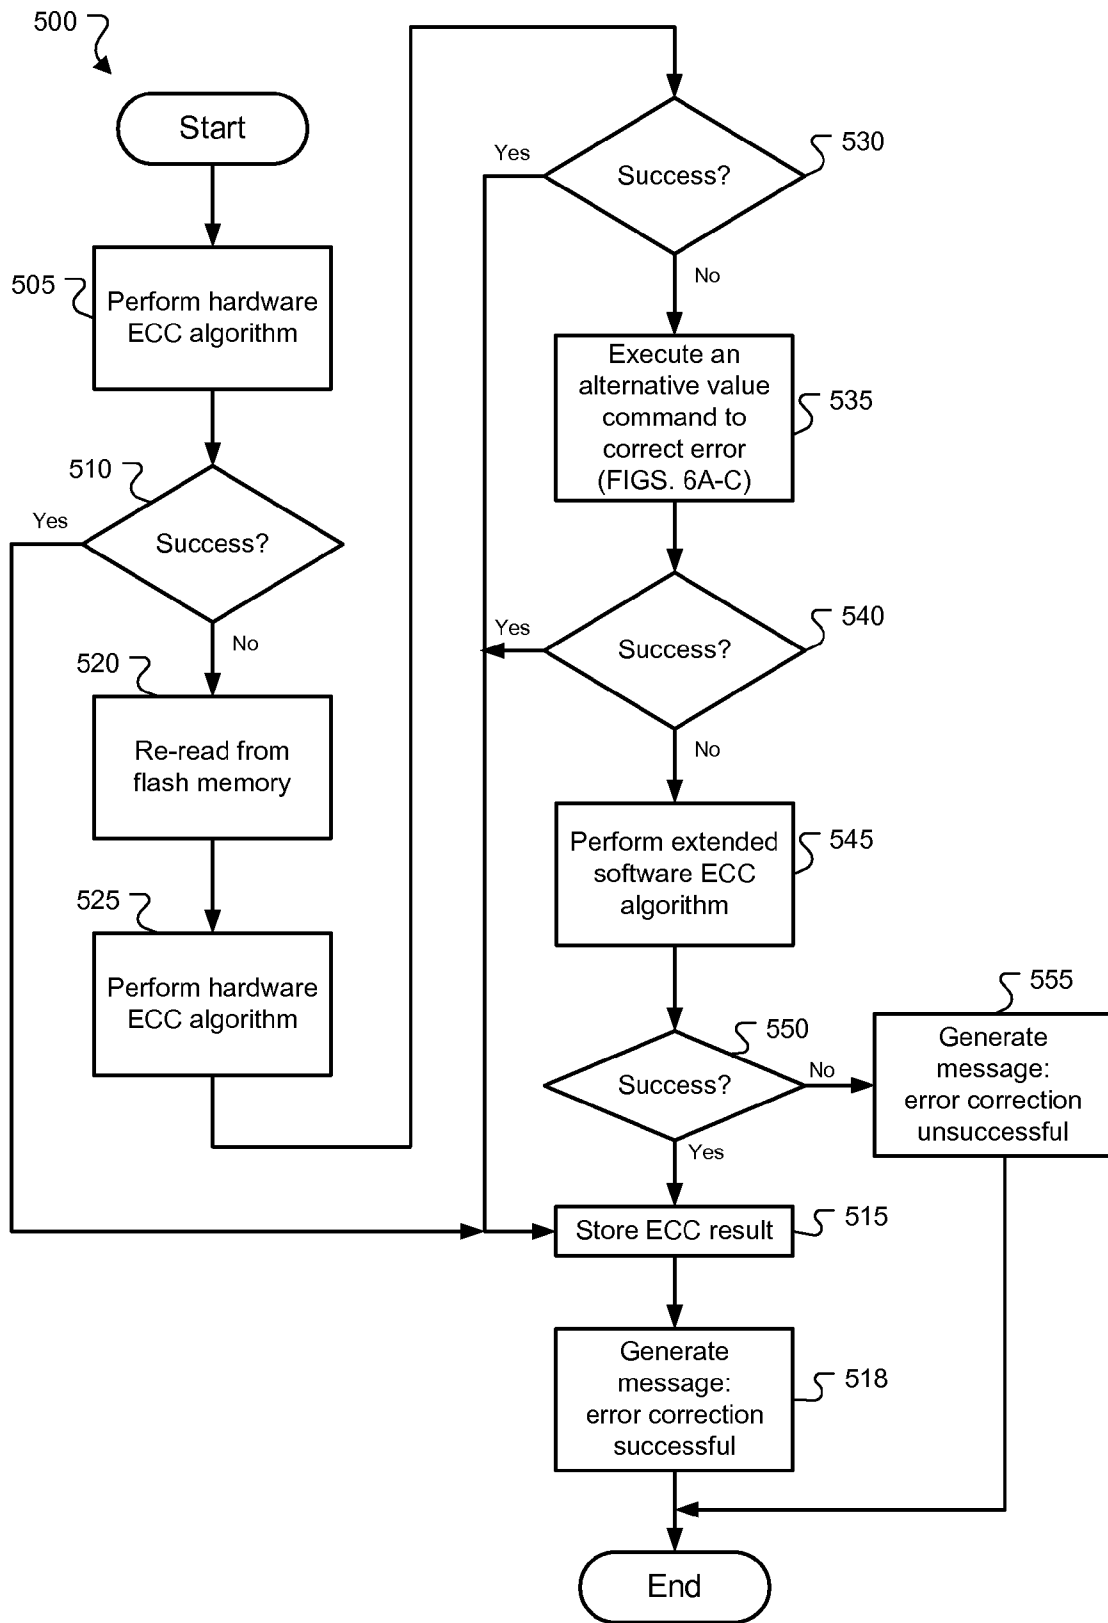 500
Start
505
Perform hardware
ECC algorithm
510
Yes
Success?
No
520
Re-read from
flash memory
525
Perform hardware
ECC algorithm
530
Yes
Success?
No
Execute an
alternative value
command to
correct error
(FIGS. 6A-C)
535
540
Yes
Success?
No
Perform extended
software ECC
algorithm
545
550
Success?
No
Yes
555
Generate
message:
error correction
unsuccessful
Store ECC result
515
Generate
message:
error correction
successful
518
End